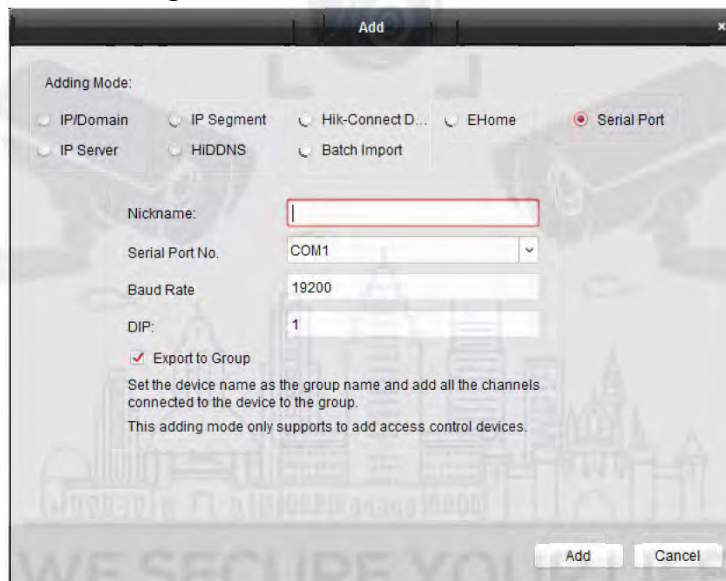 Add
×
Adding Mode:
IP/Domain IP Segment Hik-Connect D... EHome Serial Port
IP Server HiDDNS Batch Import
Nickname:
Serial Port No. COM1
Baud Rate 19200
DIP: 1
Export to Group
Set the device name as the group name and add all the channels
connected to the device to the group.
This adding mode only supports to add access control devices.
Add Cancel
WE SECURE YOU